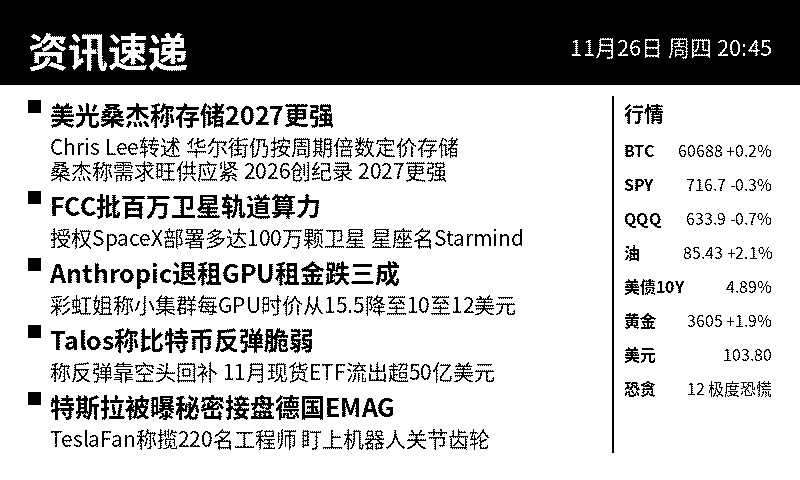 资讯速递
11月26日 周四 20:45
美光桑杰称存储2027更强
Chris Lee转述 华尔街仍按周期倍数定价存储
桑杰称需求旺供应紧 2026创纪录 2027更强
FCC批百万卫星轨道算力
授权SpaceX部署多达100万颗卫星 星座名Starmind
Anthropic退租GPU租金跌三成
彩虹姐称小集群每GPU时价从15.5降至10至12美元
Talos称比特币反弹脆弱
称反弹靠空头回补 11月现货ETF流出超50亿美元
特斯拉被曝秘密接盘德国EMAG
TeslaFan称揽220名工程师 盯上机器人关节齿轮
行情
BTC 60688 +0.2%
SPY 716.7 -0.3%
QQQ 633.9 -0.7%
油 85.43 +2.1%
美债10Y 4.89%
黄金 3605 +1.9%
美元 103.80
恐贪 12 极度恐慌